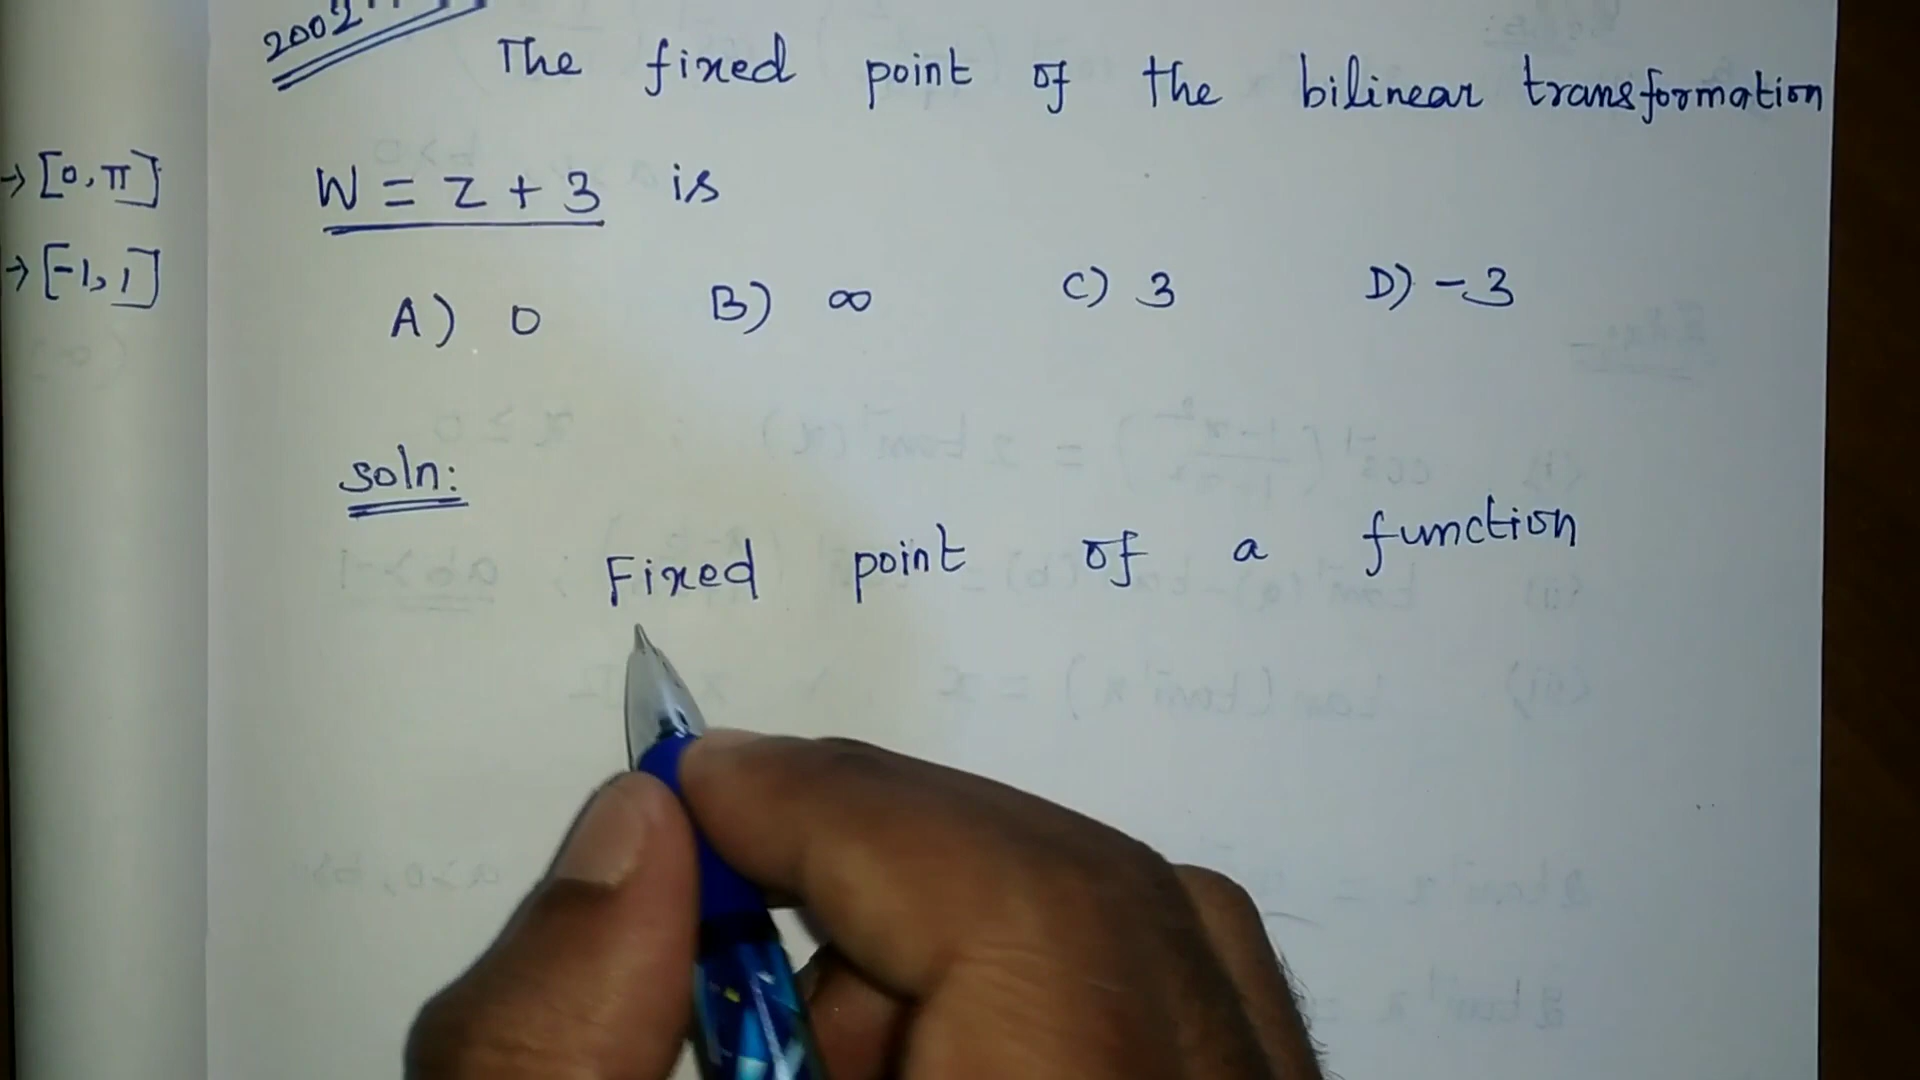 2002
The fixed point of the bilinear transformation
→ [0, π]
W = z + 3 is
→ [-1, 1]
A) 0 B) ∞ C) 3 D) -3
soln:
Fixed point of a function